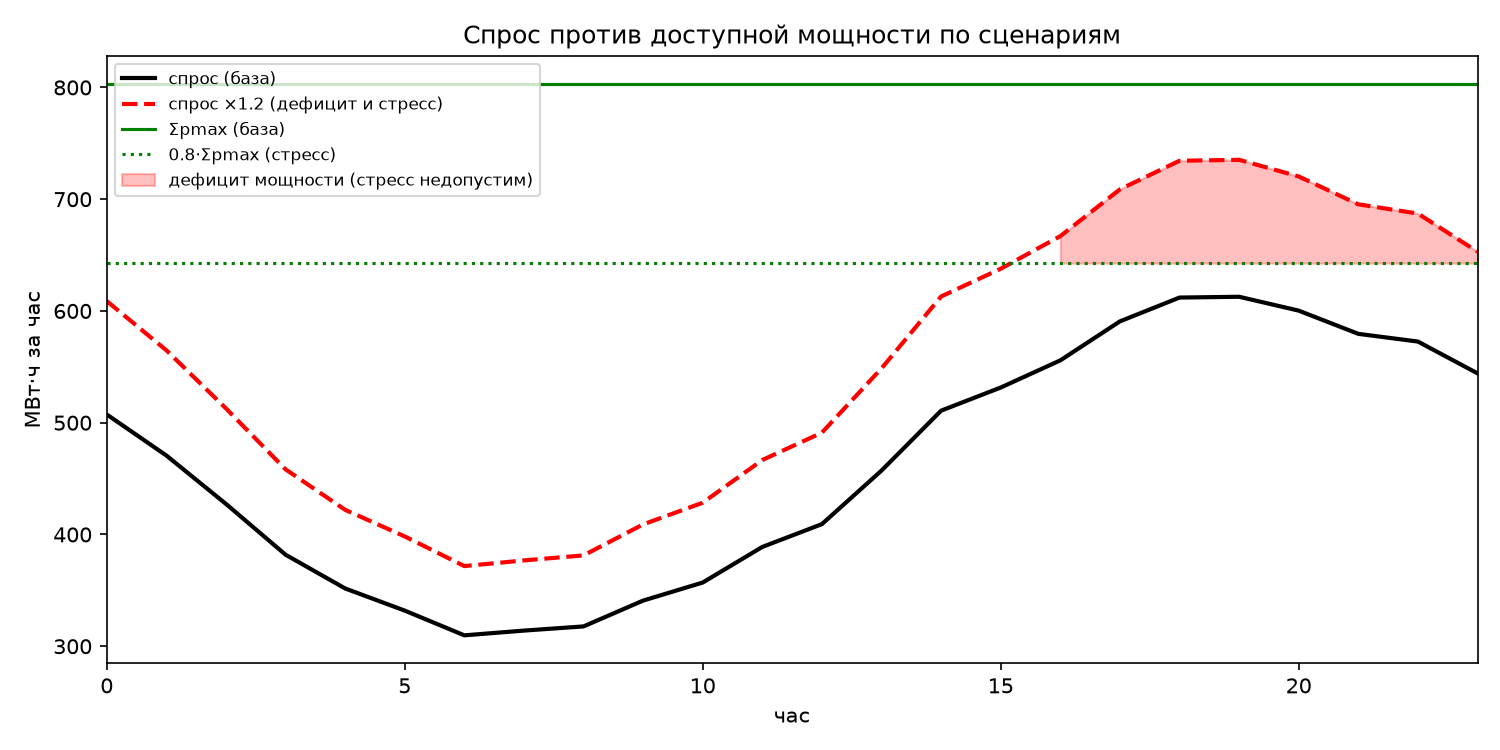 Спрос против доступной мощности по сценариям
спрос (база)
спрос ×1.2 (дефицит и стресс)
Σpmax (база)
0.8·Σpmax (стресс)
дефицит мощности (стресс недопустим)
МВт·ч за час
800
700
600
500
400
300
0
5
10
15
20
час